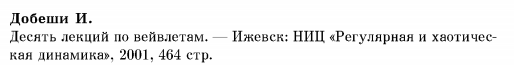 Добеши И.
Десять лекций по вейвлетам. — Ижевск: НИЦ «Регулярная и хаотичес-
кая динамика», 2001, 464 стр.